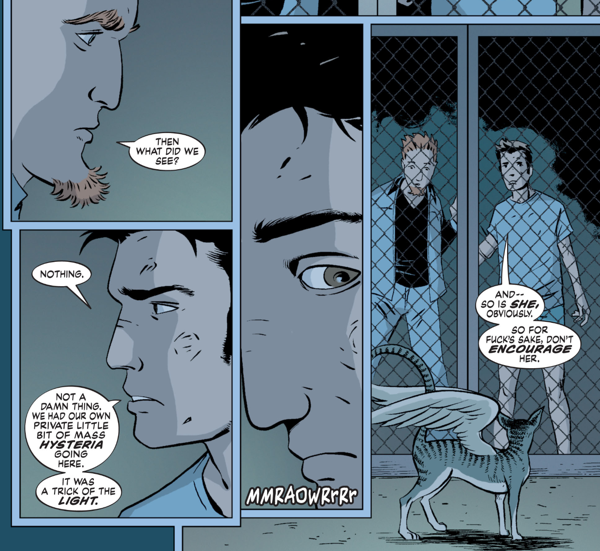 THEN
WHAT DID WE
SEE?
NOTHING.
NOT A
DAMN THING.
WE HAD OUR OWN
PRIVATE LITTLE
BIT OF MASS
HYSTERIA
GOING
HERE.
IT WAS
A TRICK OF THE
LIGHT.
MMRAOWRrRr
AND--
SO IS SHE,
OBVIOUSLY.
SO FOR
FUCK'S SAKE, DON'T
ENCOURAGE
HER.